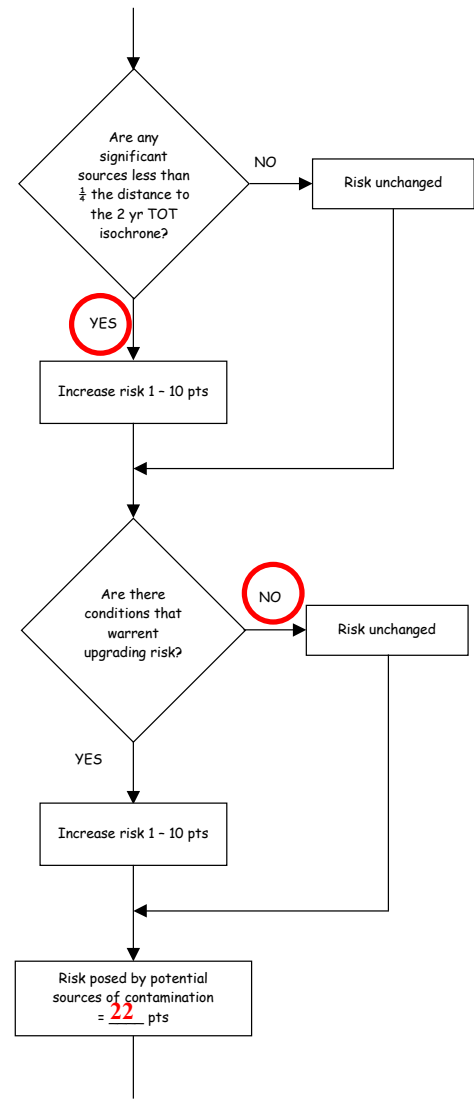 Are any
significant
sources less than
¼ the distance to
the 2 yr TOT
isochrone?
NO
Risk unchanged
YES
Increase risk 1 – 10 pts
Are there
conditions that
warrent
upgrading risk?
NO
Risk unchanged
YES
Increase risk 1 – 10 pts
Risk posed by potential
sources of contamination
= 22 pts